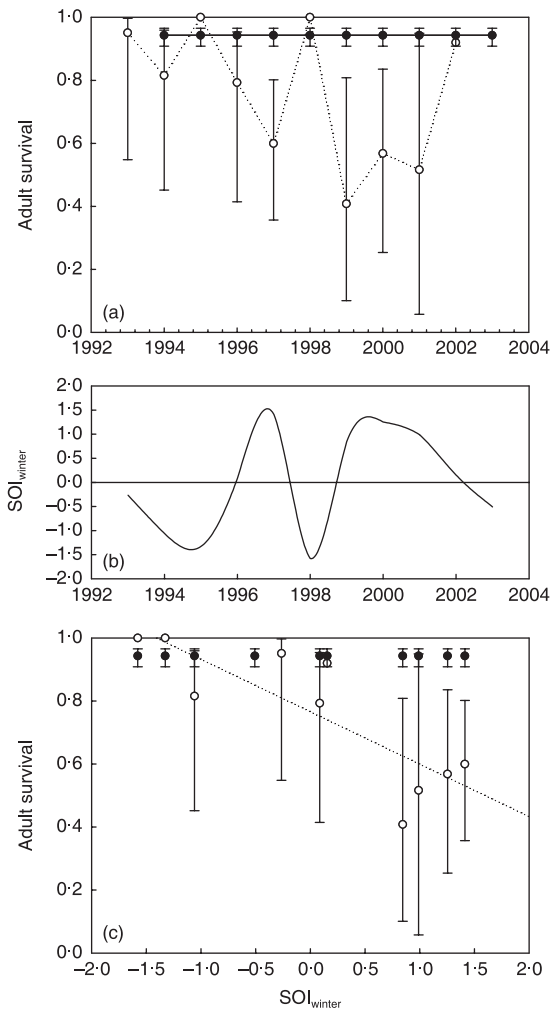 1·0
0·8
0·6
0·4
0·2
0·0
Adult survival
(a)
1992 1994 1996 1998 2000 2002 2004
2·0
1·5
1·0
0·5
0·0
–0·5
–1·0
–1·5
–2·0
SOIwinter
(b)
1992 1994 1996 1998 2000 2002 2004
1·0
0·8
0·6
0·4
0·2
0·0
Adult survival
(c)
–2·0 –1·5 –1·0 –0·5 0·0 0·5 1·0 1·5 2·0
SOIwinter